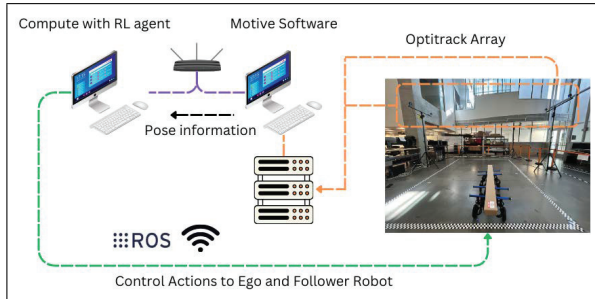 Compute with RL agent
Motive Software
Optitrack Array
Pose information
ROS
Control Actions to Ego and Follower Robot